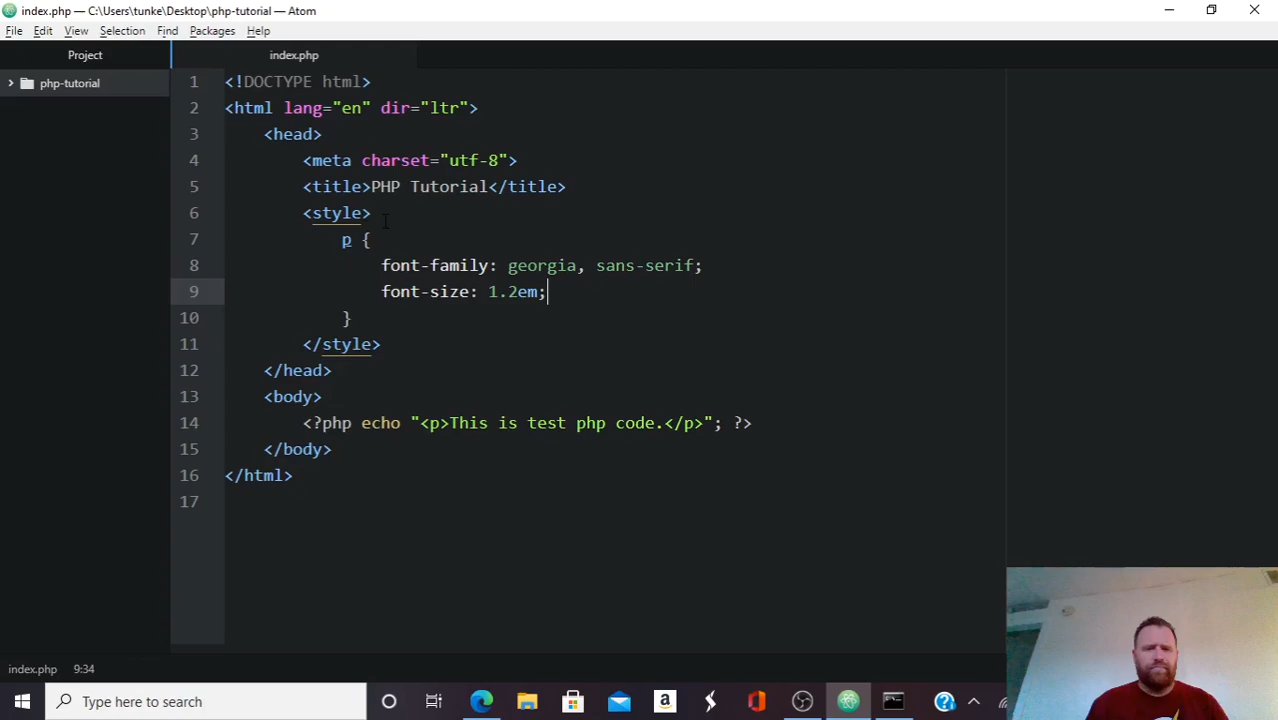 index.php — C:\Users\tunke\Desktop\php-tutorial — Atom
File Edit View Selection Find Packages Help
Project
index.php
php-tutorial
1 <!DOCTYPE html>
2 <html lang="en" dir="ltr">
3 <head>
4 <meta charset="utf-8">
5 <title>PHP Tutorial</title>
6 <style>
7 p {
8 font-family: georgia, sans-serif;
9 font-size: 1.2em;
10 }
11 </style>
12 </head>
13 <body>
14 <?php echo "<p>This is test php code.</p>"; ?>
15 </body>
16 </html>
17
index.php 9:34
Type here to search